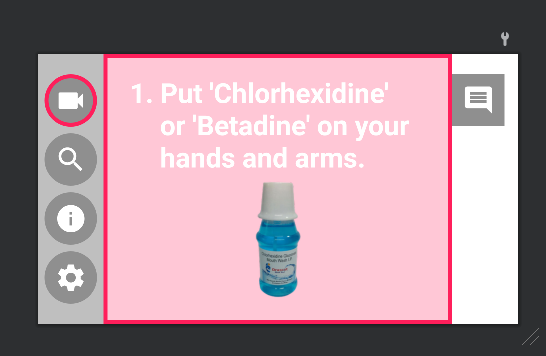 1. Put 'Chlorhexidine'
or 'Betadine' on your
hands and arms.